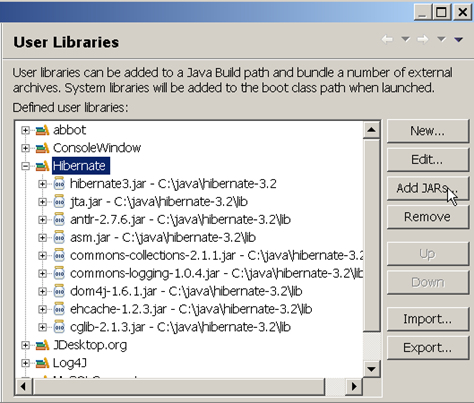 User Libraries
User libraries can be added to a Java Build path and bundle a number of external
archives. System libraries will be added to the boot class path when launched.
Defined user libraries:
abbot
ConsoleWindow
Hibernate
hibernate3.jar - C:\java\hibernate-3.2
jta.jar - C:\java\hibernate-3.2\lib
antlr-2.7.6.jar - C:\java\hibernate-3.2\lib
asm.jar - C:\java\hibernate-3.2\lib
commons-collections-2.1.1.jar - C:\java\hibernate-3.2
commons-logging-1.0.4.jar - C:\java\hibernate-3.2\lib
dom4j-1.6.1.jar - C:\java\hibernate-3.2\lib
ehcache-1.2.3.jar - C:\java\hibernate-3.2\lib
cglib-2.1.3.jar - C:\java\hibernate-3.2\lib
JDesktop.org
Log4J
New...
Edit...
Add JARs...
Remove
Up
Down
Import...
Export...